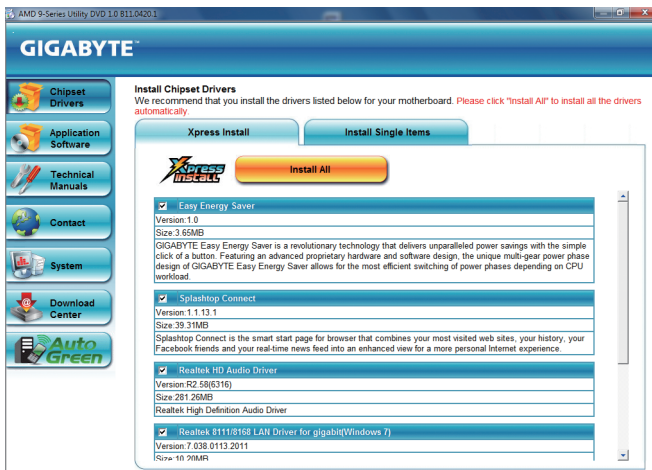 AMD 9-Series Utility DVD 1.0 B11.0420.1
GIGABYTE™
Chipset
Drivers
Application
Software
Technical
Manuals
Contact
System
Download
Center
Auto
Green
Install Chipset Drivers
We recommend that you install the drivers listed below for your motherboard. Please click "Install All" to install all the drivers
automatically.
Xpress Install
Install Single Items
Xpress
INSTALL
Install All
Easy Energy Saver
Version:1.0
Size:3.65MB
GIGABYTE Easy Energy Saver is a revolutionary technology that delivers unparalleled power savings with the simple
click of a button. Featuring an advanced proprietary hardware and software design, the unique multi-gear power phase
design of GIGABYTE Easy Energy Saver allows for the most efficient switching of power phases depending on CPU
workload.
Splashtop Connect
Version:1.1.13.1
Size:39.31MB
Splashtop Connect is the smart start page for browser that combines your most visited web sites, your history, your
Facebook friends and your real-time news feed into an enhanced view for a more personal Internet experience.
Realtek HD Audio Driver
Version:R2.58(6316)
Size:281.26MB
Realtek High Definition Audio Driver
Realtek 8111/8168 LAN Driver for gigabit(Windows 7)
Version:7.038.0113.2011
Size:10.20MB